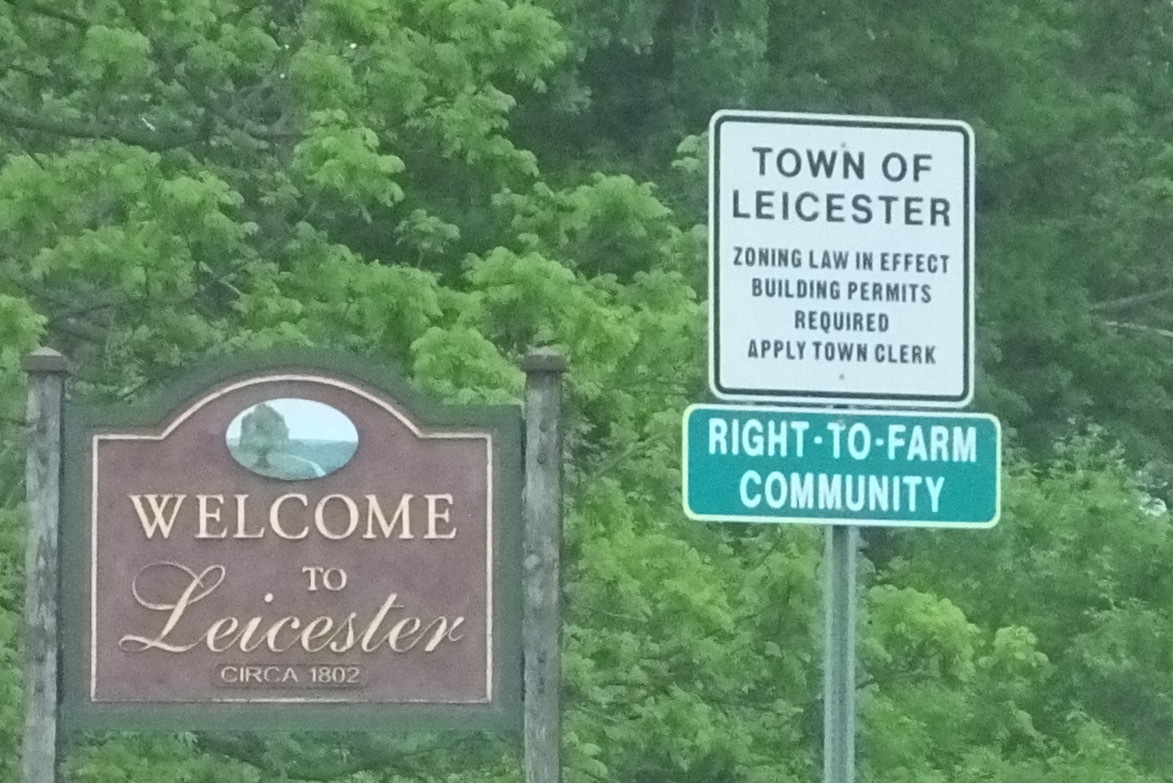 WELCOME
TO
Leicester
CIRCA 1802
TOWN OF
LEICESTER
ZONING LAW IN EFFECT
BUILDING PERMITS
REQUIRED
APPLY TOWN CLERK
RIGHT-TO-FARM
COMMUNITY